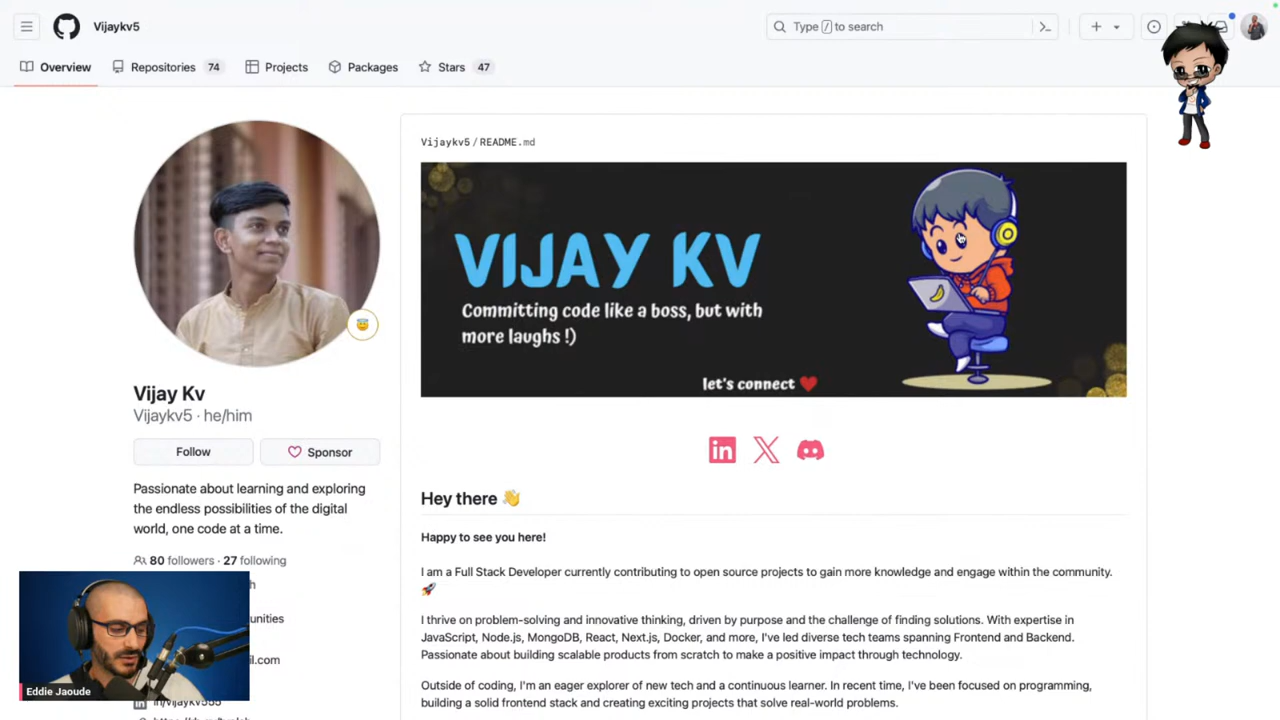 Vijaykv5
Type / to search
Overview
Repositories 74
Projects
Packages
Stars 47
Vijaykv5 / README.md
VIJAY KV
Committing code like a boss, but with
more laughs !)
let's connect ❤️
Vijay Kv
Vijaykv5 · he/him
Follow
Sponsor
Passionate about learning and exploring
the endless possibilities of the digital
world, one code at a time.
80 followers · 27 following
Hey there 👋
Happy to see you here!
I am a Full Stack Developer currently contributing to open source projects to gain more knowledge and engage within the community.
🚀
I thrive on problem-solving and innovative thinking, driven by purpose and the challenge of finding solutions. With expertise in
JavaScript, Node.js, MongoDB, React, Next.js, Docker, and more, I've led diverse tech teams spanning Frontend and Backend.
Passionate about building scalable products from scratch to make a positive impact through technology.
Outside of coding, I'm an eager explorer of new tech and a continuous learner. In recent time, I've been focused on programming,
building a solid frontend stack and creating exciting projects that solve real-world problems.
Eddie Jaoude
in/vijaykv555